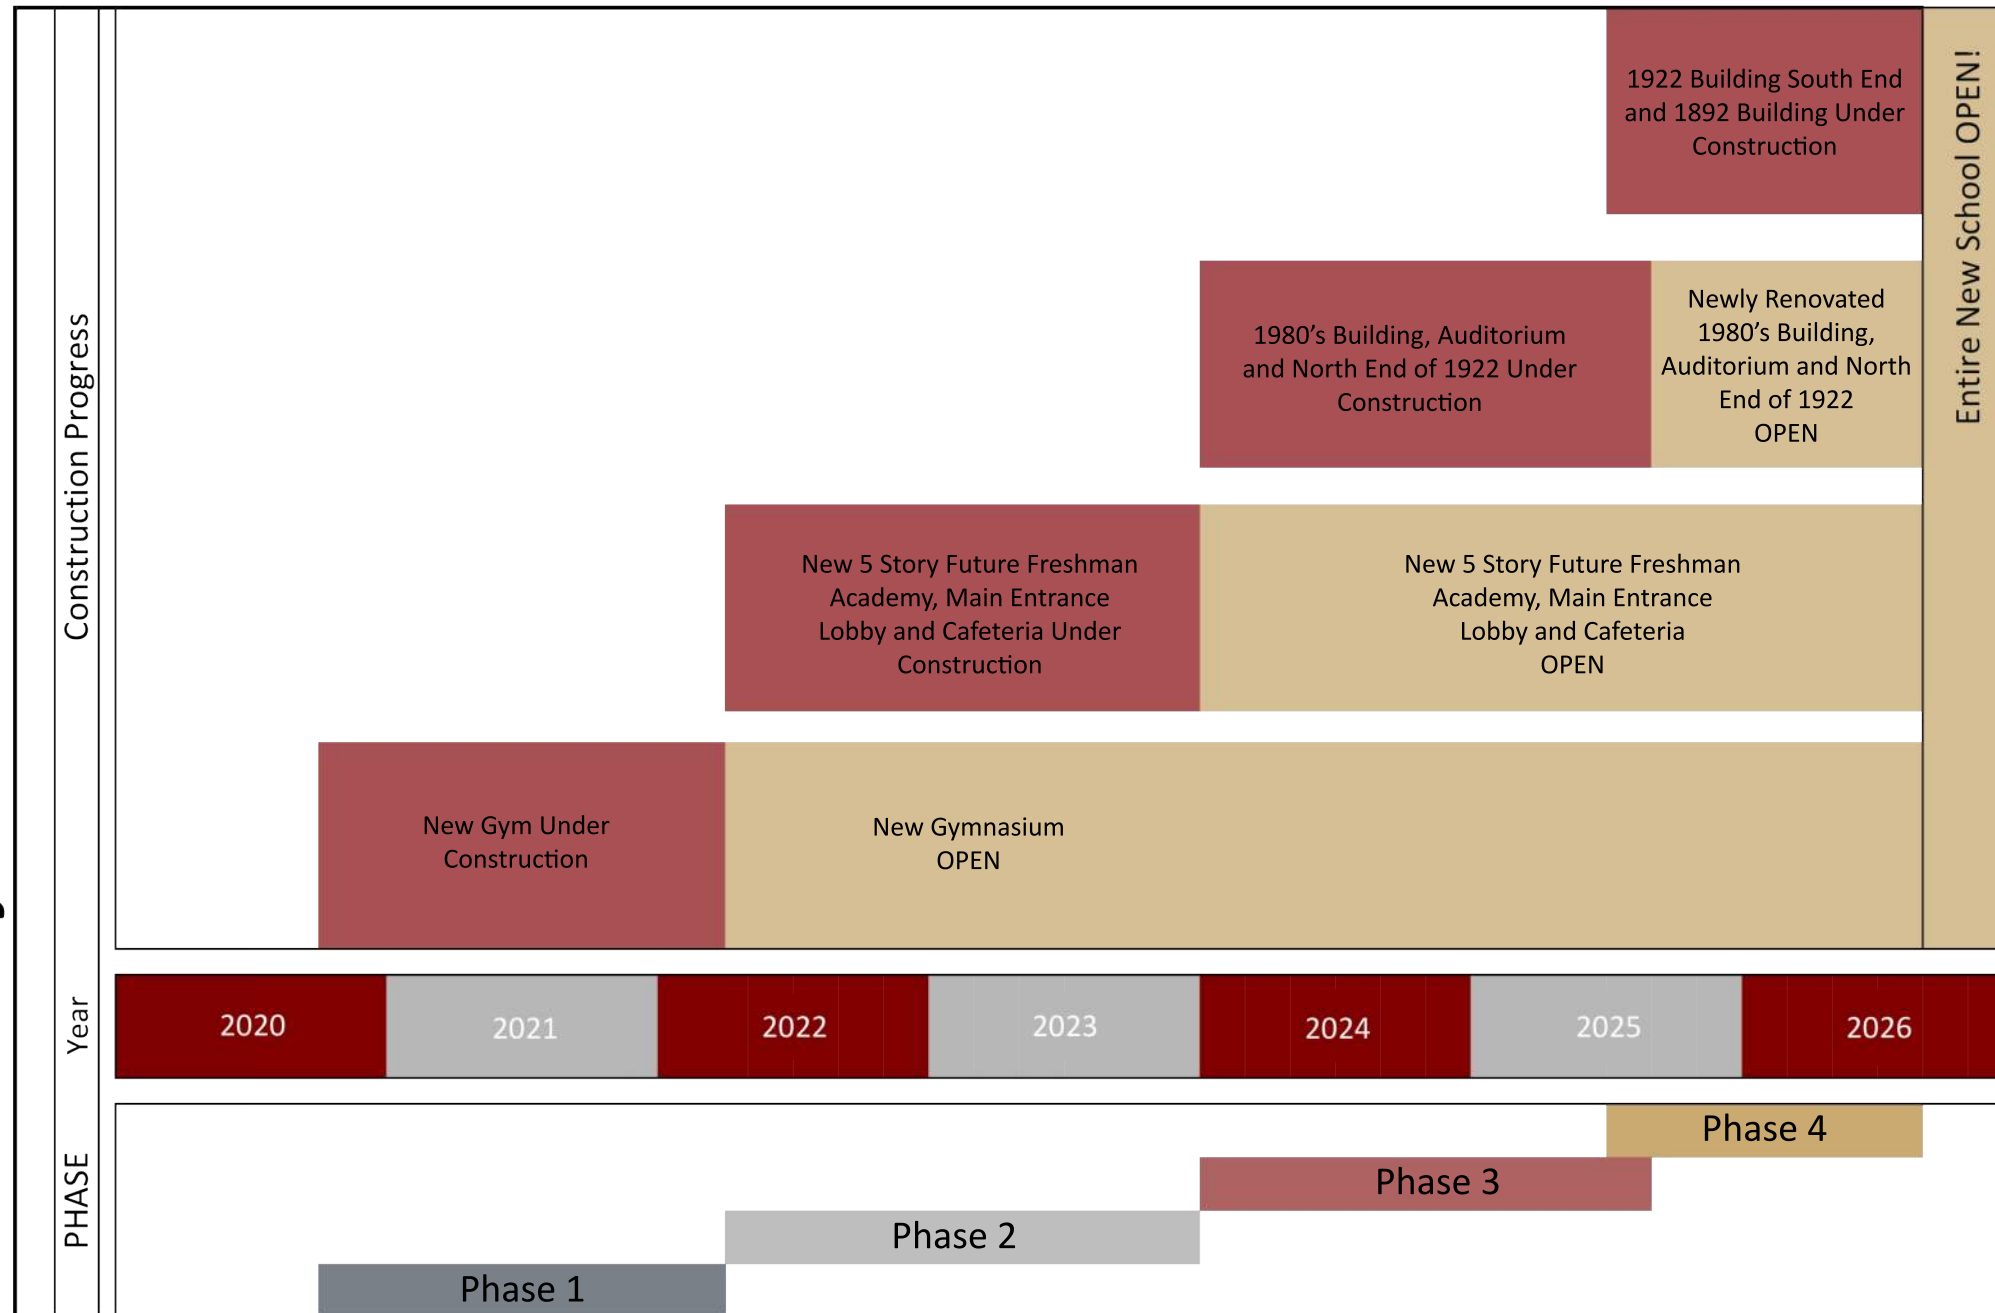 Construction Progress
1922 Building South End
and 1892 Building Under
Construction
Entire New School OPEN!
1980’s Building, Auditorium
and North End of 1922 Under
Construction
Newly Renovated
1980’s Building,
Auditorium and North
End of 1922
OPEN
New 5 Story Future Freshman
Academy, Main Entrance
Lobby and Cafeteria Under
Construction
New 5 Story Future Freshman
Academy, Main Entrance
Lobby and Cafeteria
OPEN
New Gym Under
Construction
New Gymnasium
OPEN
Year
2020
2021
2022
2023
2024
2025
2026
PHASE
Phase 4
Phase 3
Phase 2
Phase 1